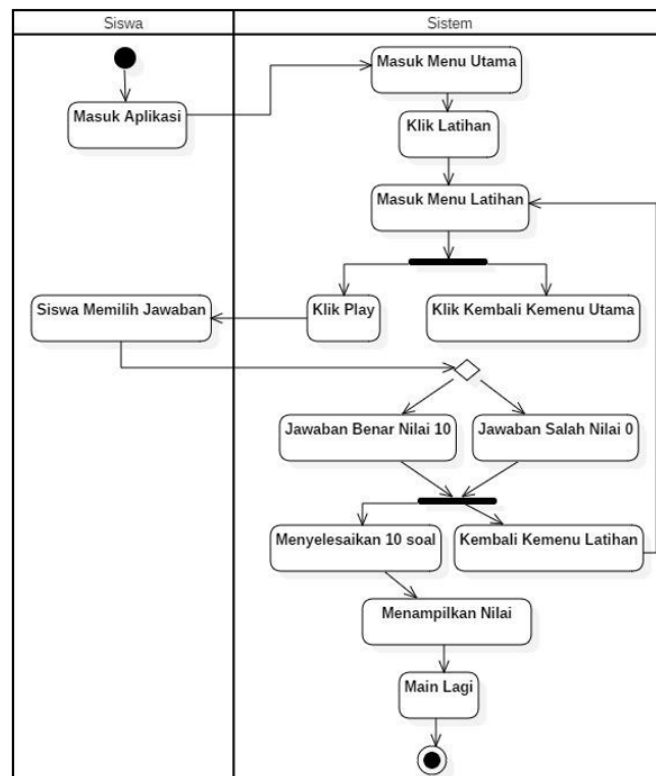 Siswa
Sistem
Masuk Menu Utama
Masuk Aplikasi
Klik Latihan
Masuk Menu Latihan
Siswa Memilih Jawaban
Klik Play
Klik Kembali Kemenu Utama
Jawaban Benar Nilai 10
Jawaban Salah Nilai 0
Menyelesaikan 10 soal
Kembali Kemenu Latihan
Menampilkan Nilai
Main Lagi